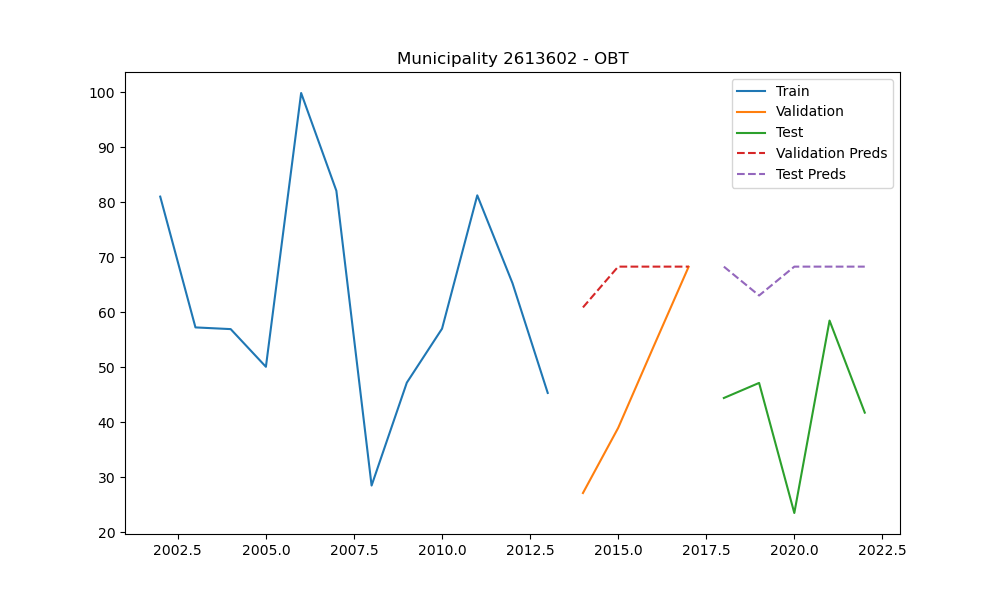 Municipality 2613602 - OBT
Train
Validation
Test
Validation Preds
Test Preds
100
90
80
70
60
50
40
30
20
2002.5 2005.0 2007.5 2010.0 2012.5 2015.0 2017.5 2020.0 2022.5